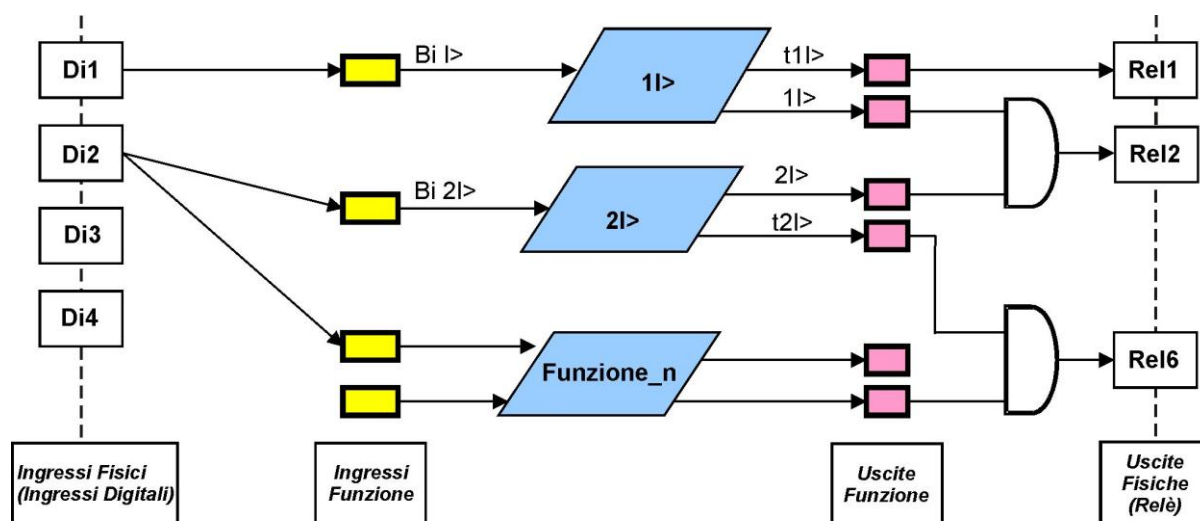 Di1
Bi I>
1I>
t1I>
1I>
Rel1
Di2
Rel2
Bi 2I>
2I>
2I>
t2I>
Di3
Di4
Funzione_n
Rel6
Ingressi Fisici
(Ingressi Digitali)
Ingressi
Funzione
Uscite
Funzione
Uscite
Fisiche
(Relè)